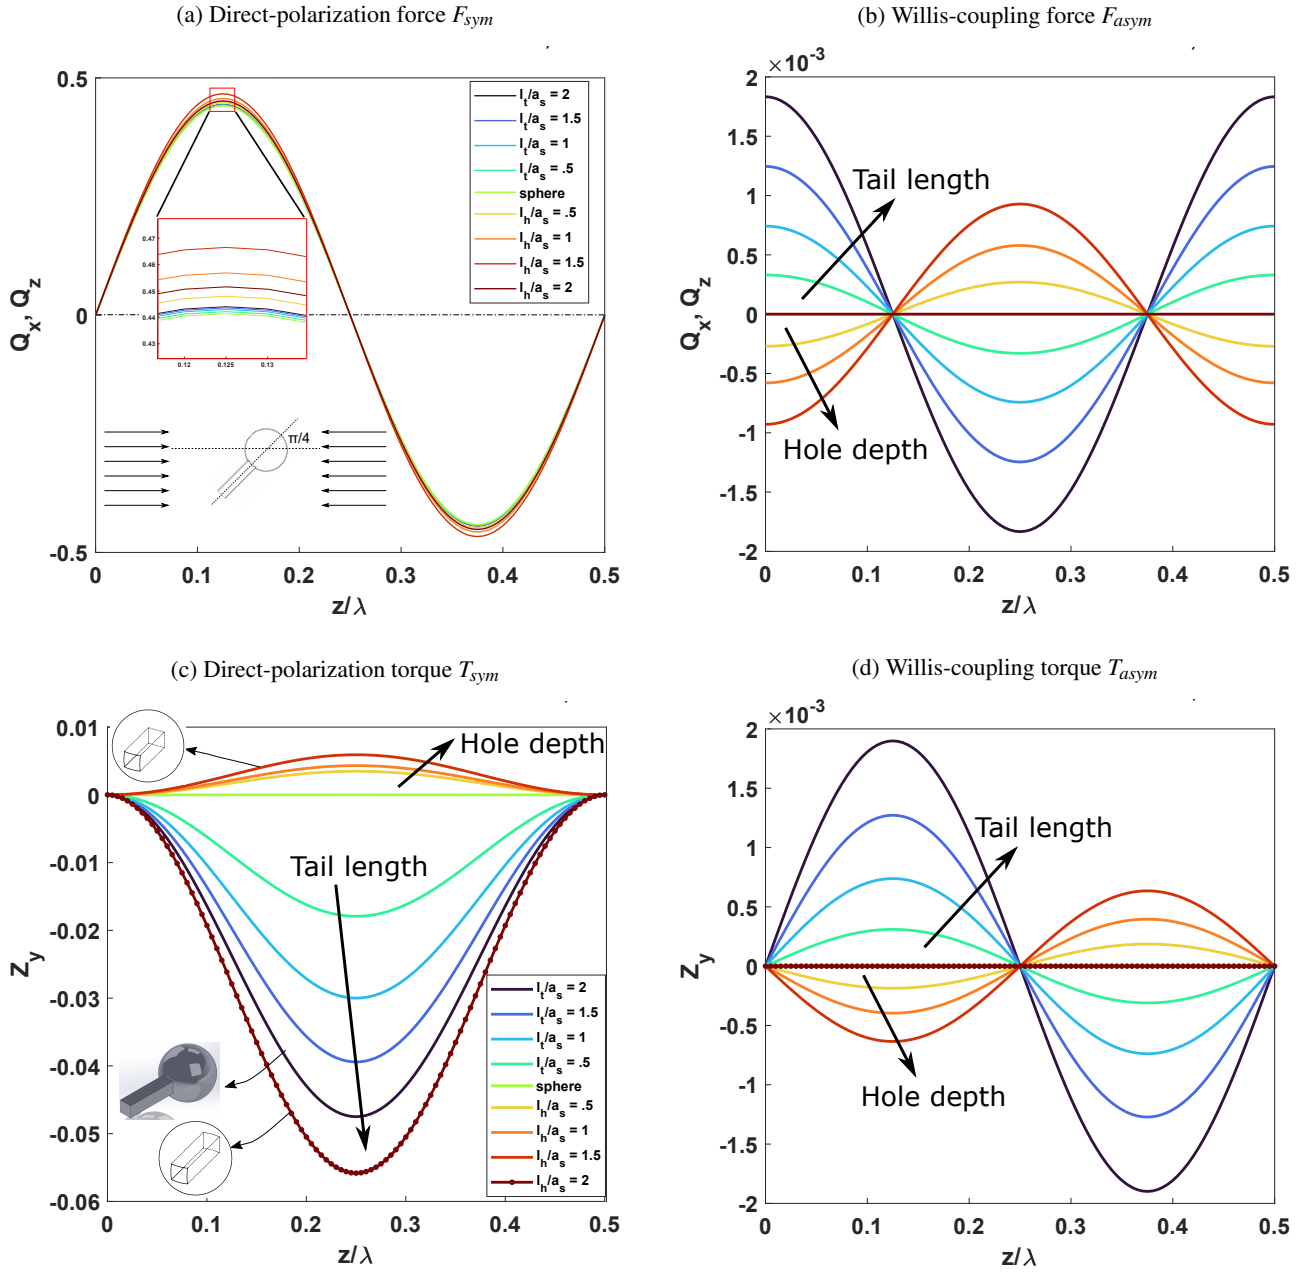 (a) Direct-polarization force F_sym
0.5
0
-0.5
Q_x, Q_z
l_t/a_s = 2
l_t/a_s = 1.5
l_t/a_s = 1
l_t/a_s = .5
sphere
l_h/a_s = .5
l_h/a_s = 1
l_h/a_s = 1.5
l_h/a_s = 2
0.47
0.46
0.45
0.44
0.43
0.12 0.125 0.13
π/4
0 0.1 0.2 0.3 0.4 0.5
z/λ
(b) Willis-coupling force F_asym
×10^-3
2
1.5
1
0.5
0
-0.5
-1
-1.5
-2
Q_x, Q_z
Tail length
Hole depth
0 0.1 0.2 0.3 0.4 0.5
z/λ
(c) Direct-polarization torque T_sym
0.01
0
-0.01
-0.02
-0.03
-0.04
-0.05
-0.06
Z_y
Hole depth
Tail length
l_t/a_s = 2
l_t/a_s = 1.5
l_t/a_s = 1
l_t/a_s = .5
sphere
l_h/a_s = .5
l_h/a_s = 1
l_h/a_s = 1.5
l_h/a_s = 2
0 0.1 0.2 0.3 0.4 0.5
z/λ
(d) Willis-coupling torque T_asym
×10^-3
2
1.5
1
0.5
0
-0.5
-1
-1.5
-2
Z_y
Tail length
Hole depth
0 0.1 0.2 0.3 0.4 0.5
z/λ